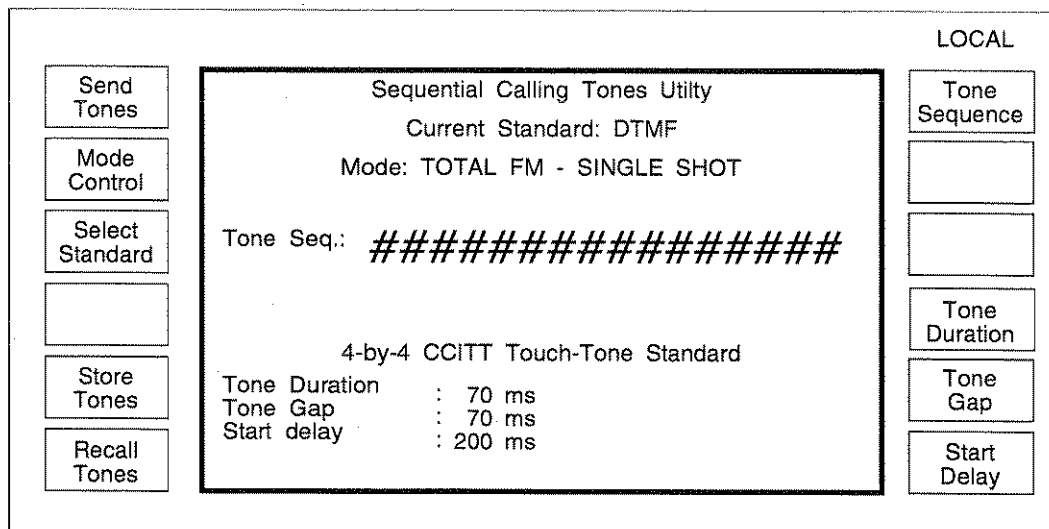 LOCAL
Send
Tones
Mode
Control
Select
Standard
Store
Tones
Recall
Tones
Sequential Calling Tones Utilty
Current Standard: DTMF
Mode: TOTAL FM - SINGLE SHOT
Tone Seq.: ################
4-by-4 CCITT Touch-Tone Standard
Tone Duration : 70 ms
Tone Gap : 70 ms
Start delay : 200 ms
Tone
Sequence
Tone
Duration
Tone
Gap
Start
Delay